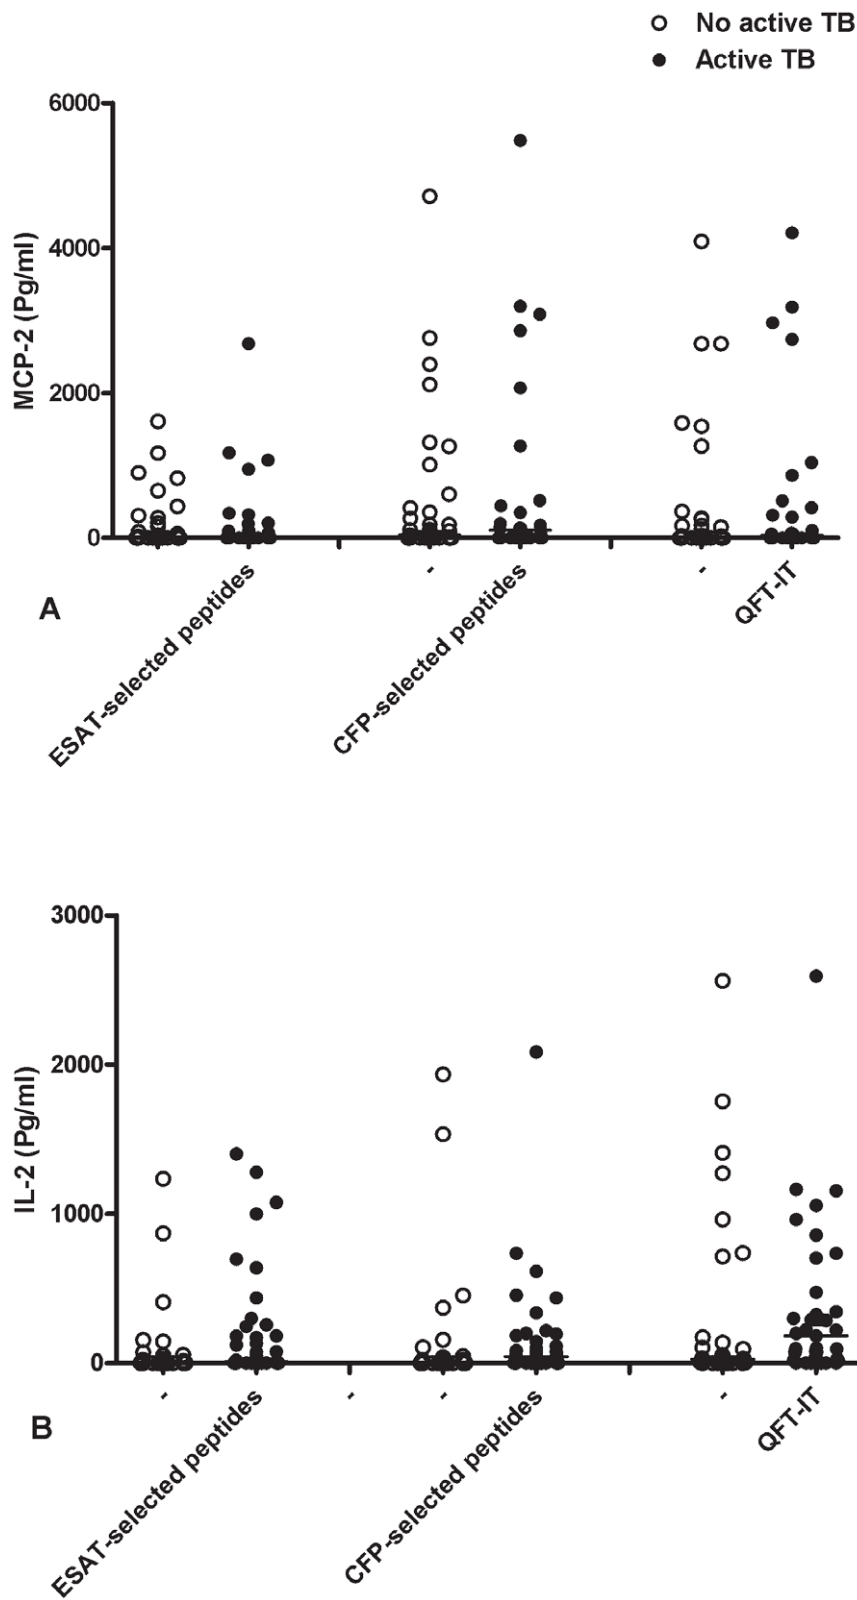 No active TB
Active TB
6000
4000
2000
0
MCP-2 (Pg/ml)
ESAT-selected peptides
-
CFP-selected peptides
-
QFT-IT
A
3000
2000
1000
0
IL-2 (Pg/ml)
-
ESAT-selected peptides
-
-
CFP-selected peptides
-
QFT-IT
B